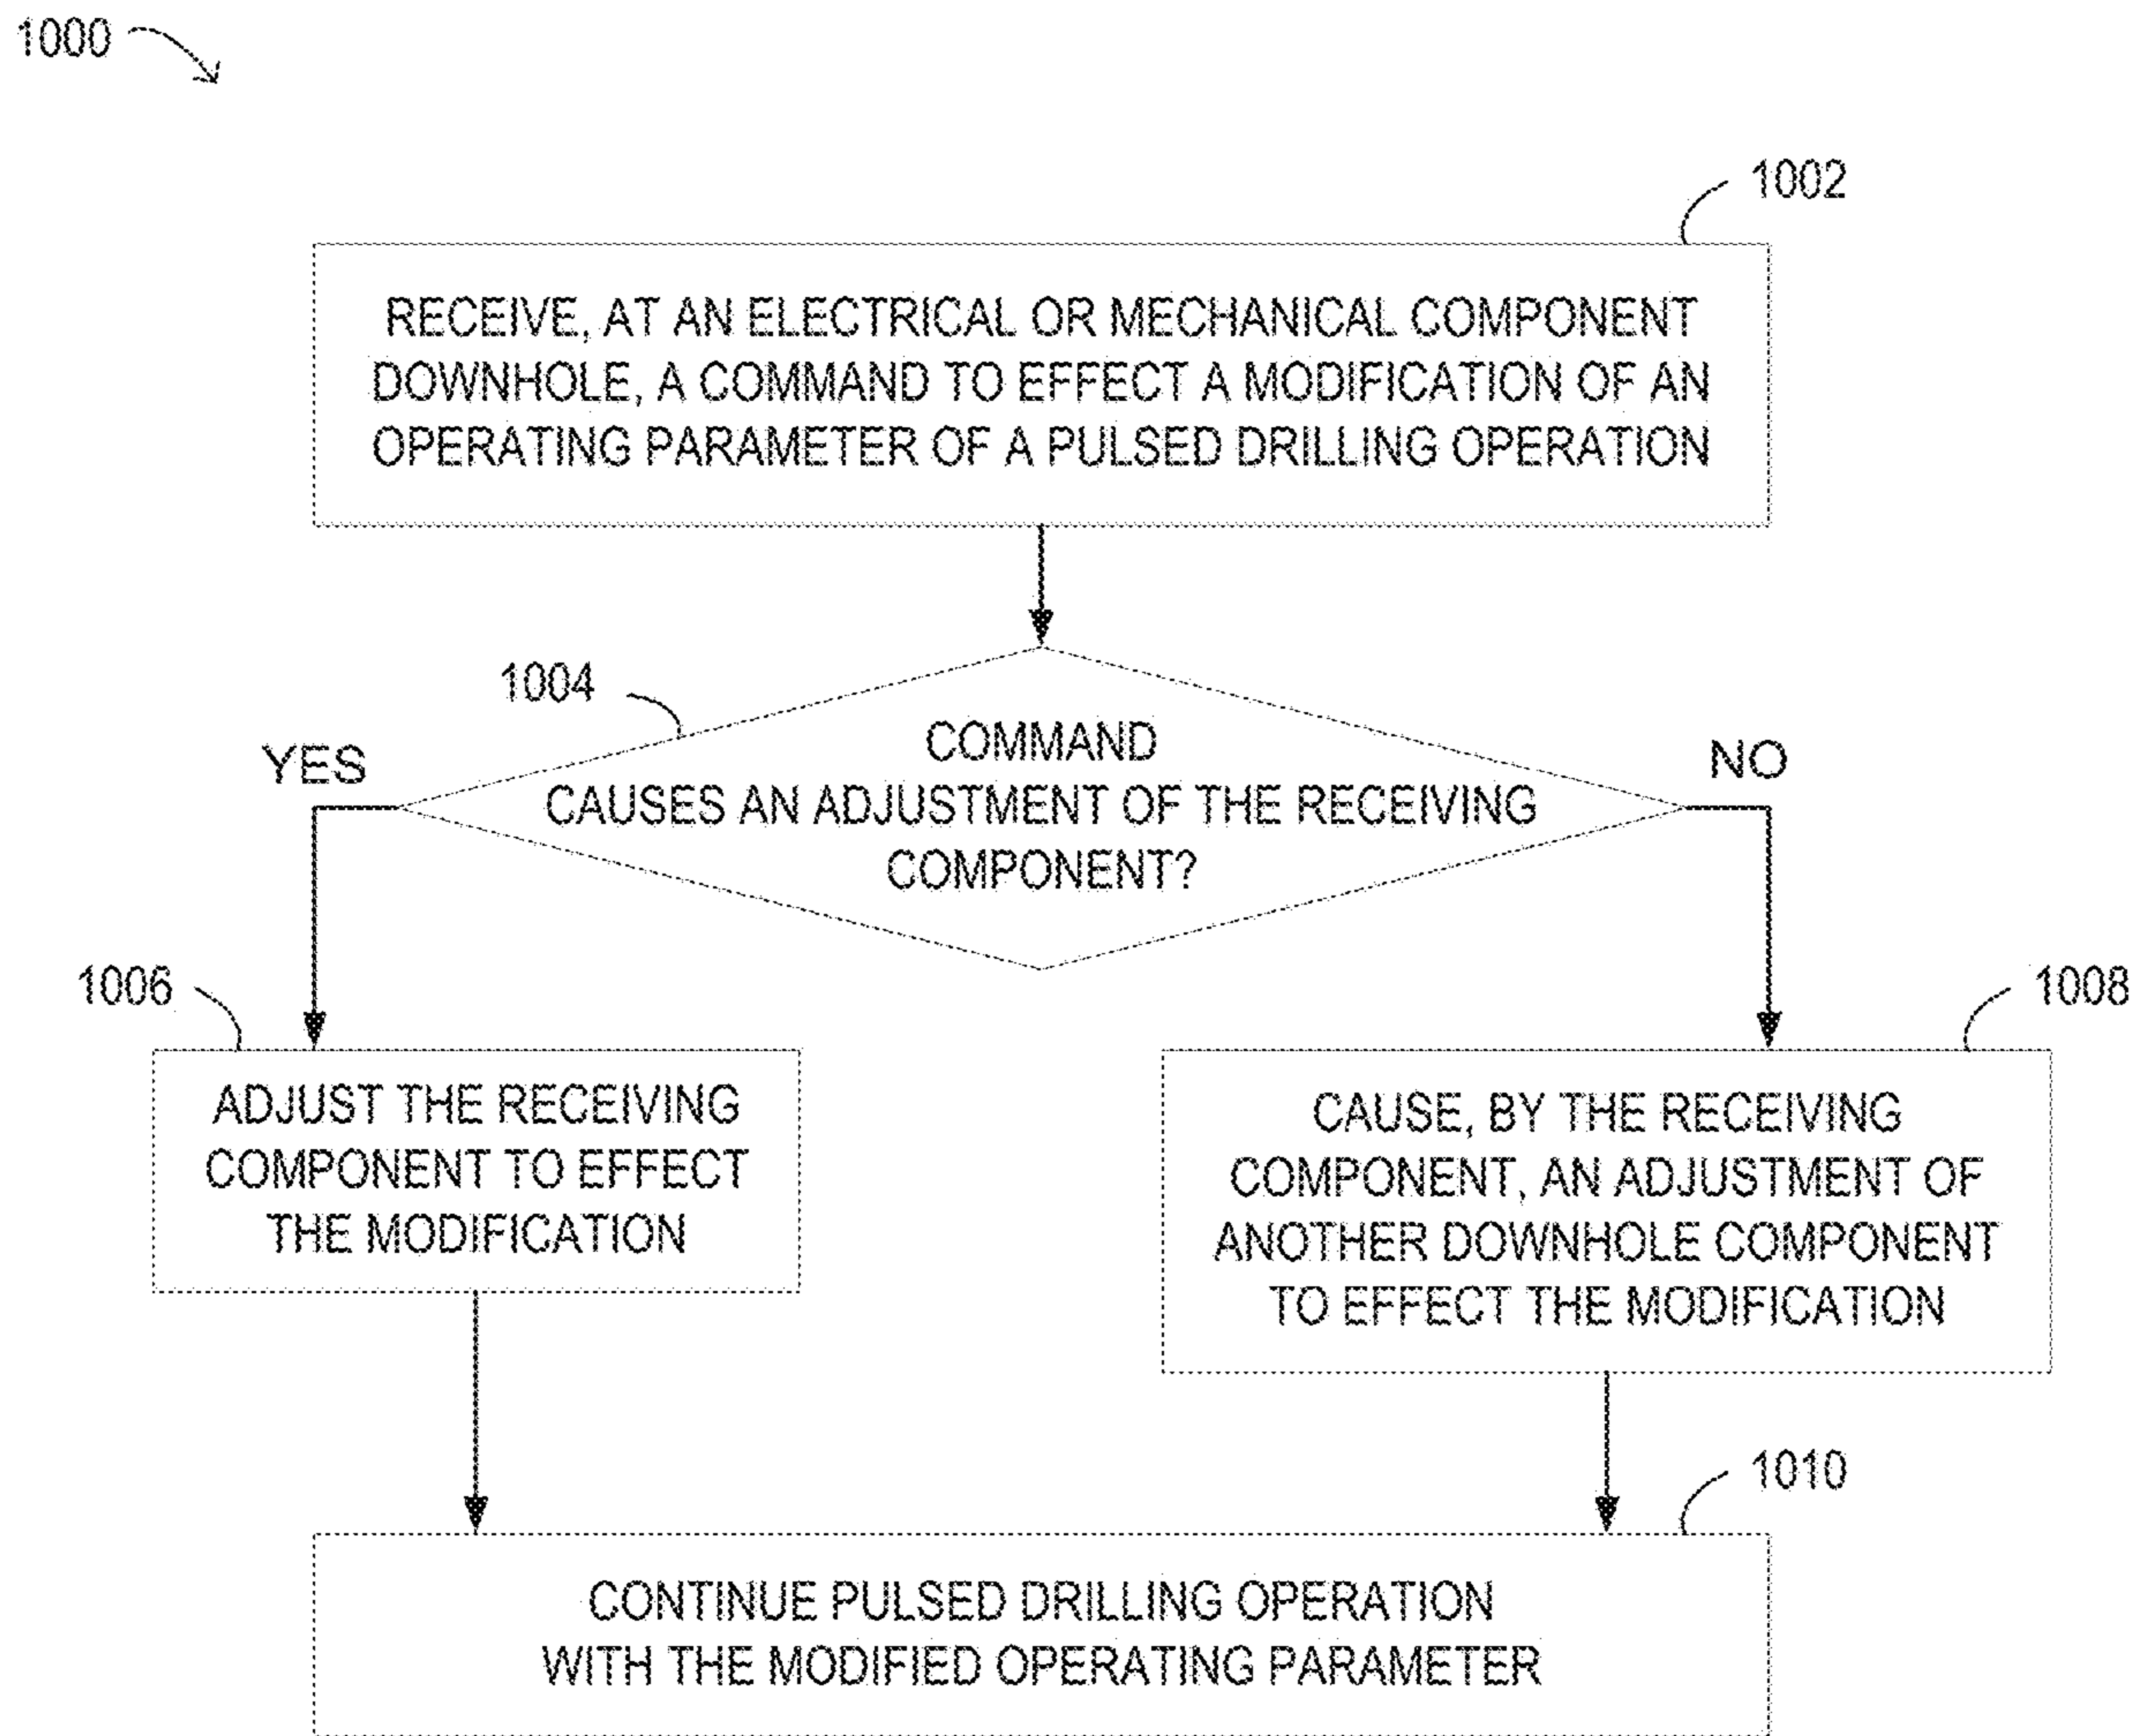 1000
1002
RECEIVE, AT AN ELECTRICAL OR MECHANICAL COMPONENT
DOWNHOLE, A COMMAND TO EFFECT A MODIFICATION OF AN
OPERATING PARAMETER OF A PULSED DRILLING OPERATION
1004
COMMAND
CAUSES AN ADJUSTMENT OF THE RECEIVING
COMPONENT?
YES
NO
1006
ADJUST THE RECEIVING
COMPONENT TO EFFECT
THE MODIFICATION
1008
CAUSE, BY THE RECEIVING
COMPONENT, AN ADJUSTMENT OF
ANOTHER DOWNHOLE COMPONENT
TO EFFECT THE MODIFICATION
1010
CONTINUE PULSED DRILLING OPERATION
WITH THE MODIFIED OPERATING PARAMETER